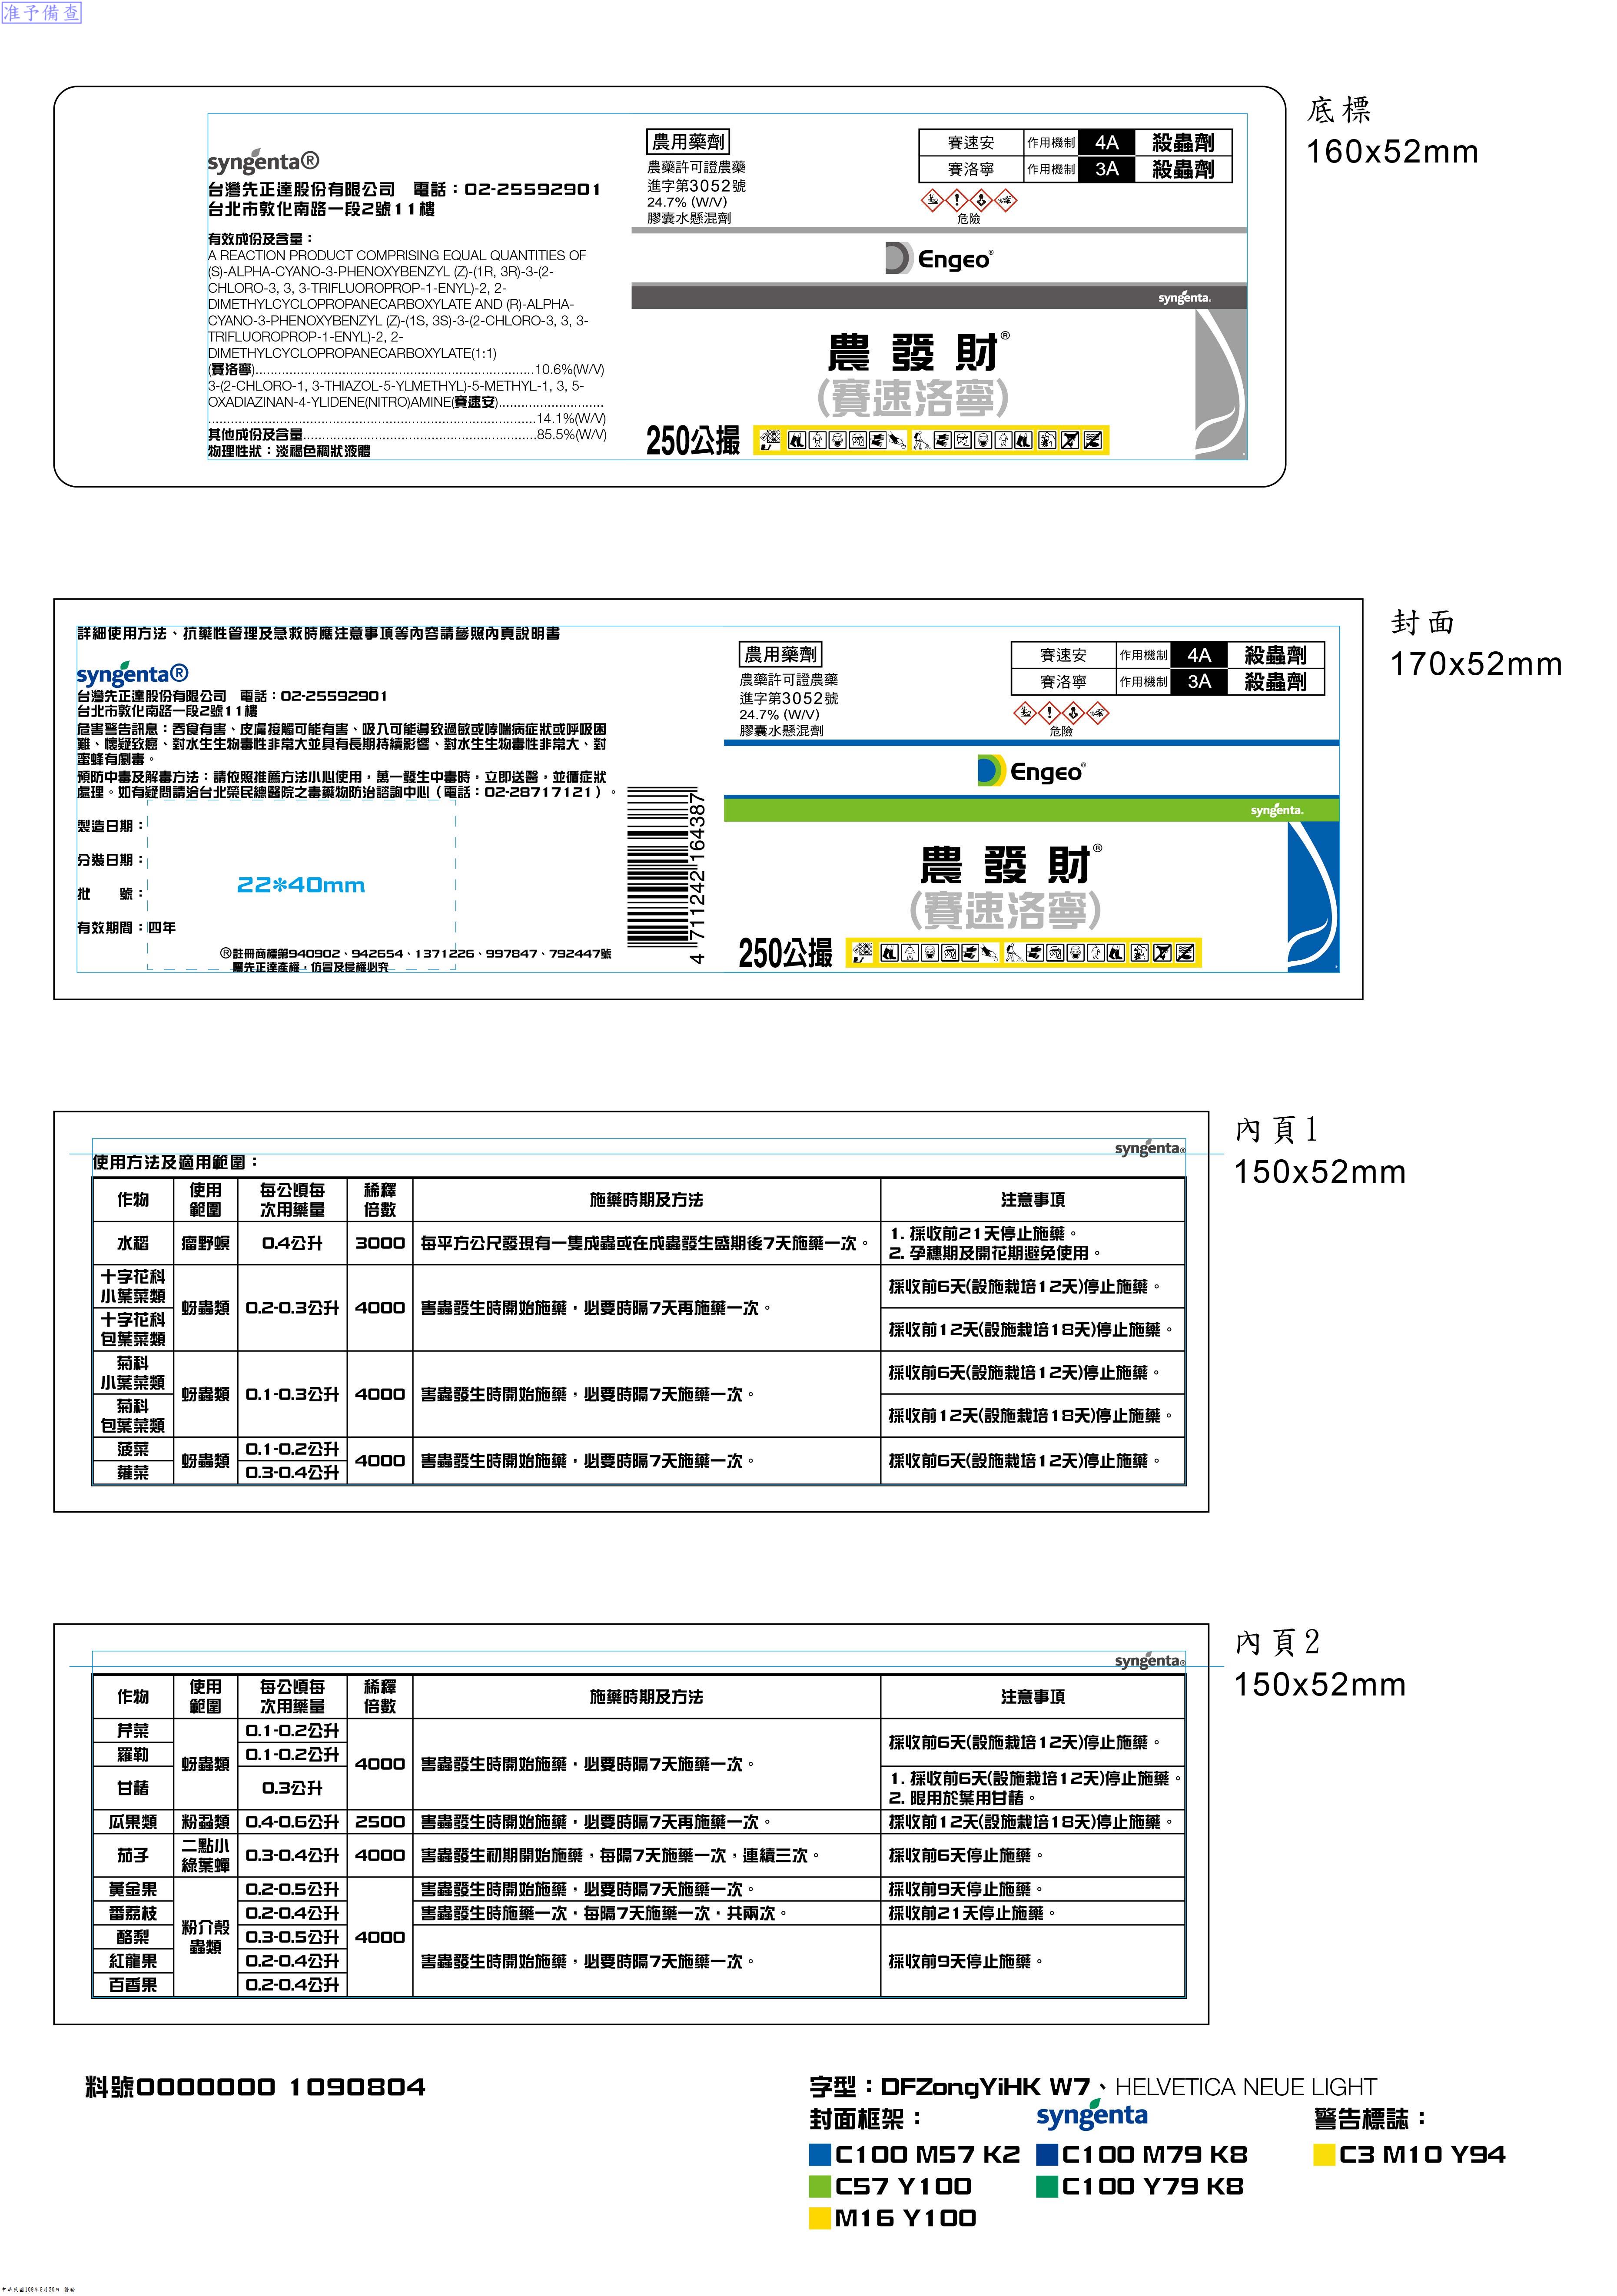 准予備查
底標
160x52mm
syngenta®
台灣先正達股份有限公司　電話：02-25592901
台北市敦化南路一段2號11樓
有效成份及含量：
A REACTION PRODUCT COMPRISING EQUAL QUANTITIES OF
(S)-ALPHA-CYANO-3-PHENOXYBENZYL (Z)-(1R, 3R)-3-(2-
CHLORO-3, 3, 3-TRIFLUOROPROP-1-ENYL)-2, 2-
DIMETHYLCYCLOPROPANECARBOXYLATE AND (R)-ALPHA-
CYANO-3-PHENOXYBENZYL (Z)-(1S, 3S)-3-(2-CHLORO-3, 3, 3-
TRIFLUOROPROP-1-ENYL)-2, 2-
DIMETHYLCYCLOPROPANECARBOXYLATE(1:1)
(賽洛寧)..............................10.6%(W/V)
3-(2-CHLORO-1, 3-THIAZOL-5-YLMETHYL)-5-METHYL-1, 3, 5-
OXADIAZINAN-4-YLIDENE(NITRO)AMINE(賽速安)..........................
..............................14.1%(W/V)
其他成份及含量..............................85.5%(W/V)
物理性狀：淡褐色稠狀液體
農用藥劑
農藥許可證農藥
進字第3052號
24.7% (W/V)
膠囊水懸混劑
賽速安 作用機制 4A 殺蟲劑
賽洛寧 作用機制 3A 殺蟲劑
危險
Engeo®
syngenta.
農發財®
(賽速洛寧)
250公撮
封面
170x52mm
詳細使用方法、抗藥性管理及急救時應注意事項等內容請參照內頁說明書
syngenta®
台灣先正達股份有限公司　電話：02-25592901
台北市敦化南路一段2號11樓
危害警告訊息：吞食有害、皮膚接觸可能有害、吸入可能導致過敏或哮喘病症狀或呼吸困
難、懷疑致癌、對水生生物毒性非常大並具有長期持續影響、對水生生物毒性非常大、對
蜜蜂有劇毒。
預防中毒及解毒方法：請依照推薦方法小心使用，萬一發生中毒時，立即送醫，並循症狀
處理。如有疑問請洽台北榮民總醫院之毒藥物防治諮詢中心（電話：02-28717121）。
製造日期：
分裝日期：
批　　號：
有效期間：四年
22*40mm
®註冊商標第940902、942654、1371226、997847、792447號
屬先正達產權，仿冒及侵權必究
4 711242 164387
農用藥劑
農藥許可證農藥
進字第3052號
24.7% (W/V)
膠囊水懸混劑
賽速安 作用機制 4A 殺蟲劑
賽洛寧 作用機制 3A 殺蟲劑
危險
Engeo®
syngenta.
農發財®
(賽速洛寧)
250公撮
內頁1
150x52mm
syngenta®
使用方法及適用範圍：
作物 使用範圍 每公頃每次用藥量 稀釋倍數 施藥時期及方法 注意事項
水稻 瘤野螟 0.4公升 3000 每平方公尺發現有一隻成蟲或在成蟲發生盛期後7天施藥一次。 1. 採收前21天停止施藥。
2. 孕穗期及開花期避免使用。
十字花科小葉菜類 蚜蟲類 0.2-0.3公升 4000 害蟲發生時開始施藥，必要時隔7天再施藥一次。 採收前6天(設施栽培12天)停止施藥。
十字花科包葉菜類 採收前12天(設施栽培18天)停止施藥。
菊科小葉菜類 蚜蟲類 0.1-0.3公升 4000 害蟲發生時開始施藥，必要時隔7天施藥一次。 採收前6天(設施栽培12天)停止施藥。
菊科包葉菜類 採收前12天(設施栽培18天)停止施藥。
菠菜 蚜蟲類 0.1-0.2公升 4000 害蟲發生時開始施藥，必要時隔7天施藥一次。 採收前6天(設施栽培12天)停止施藥。
蕹菜 0.3-0.4公升
內頁2
150x52mm
syngenta®
作物 使用範圍 每公頃每次用藥量 稀釋倍數 施藥時期及方法 注意事項
芹菜 蚜蟲類 0.1-0.2公升 4000 害蟲發生時開始施藥，必要時隔7天施藥一次。 採收前6天(設施栽培12天)停止施藥。
羅勒 0.1-0.2公升
甘藷 0.3公升 1. 採收前6天(設施栽培12天)停止施藥。
2. 限用於葉用甘藷。
瓜果類 粉蝨類 0.4-0.6公升 2500 害蟲發生時開始施藥，必要時隔7天再施藥一次。 採收前12天(設施栽培18天)停止施藥。
茄子 二點小綠葉蟬 0.3-0.4公升 4000 害蟲發生初期開始施藥，每隔7天施藥一次，連續三次。 採收前6天停止施藥。
黃金果 粉介殼蟲類 0.2-0.5公升 4000 害蟲發生時開始施藥，必要時隔7天施藥一次。 採收前9天停止施藥。
番荔枝 0.2-0.4公升 害蟲發生時施藥一次，每隔7天施藥一次，共兩次。 採收前21天停止施藥。
酪梨 0.3-0.5公升 害蟲發生時開始施藥，必要時隔7天施藥一次。 採收前9天停止施藥。
紅龍果 0.2-0.4公升
百香果 0.2-0.4公升
料號0000000 1090804
字型：DFZongYiHK W7、HELVETICA NEUE LIGHT
封面框架： syngenta 警告標誌：
C100 M57 K2 C100 M79 K8 C3 M10 Y94
C57 Y100 C100 Y79 K8
M16 Y100